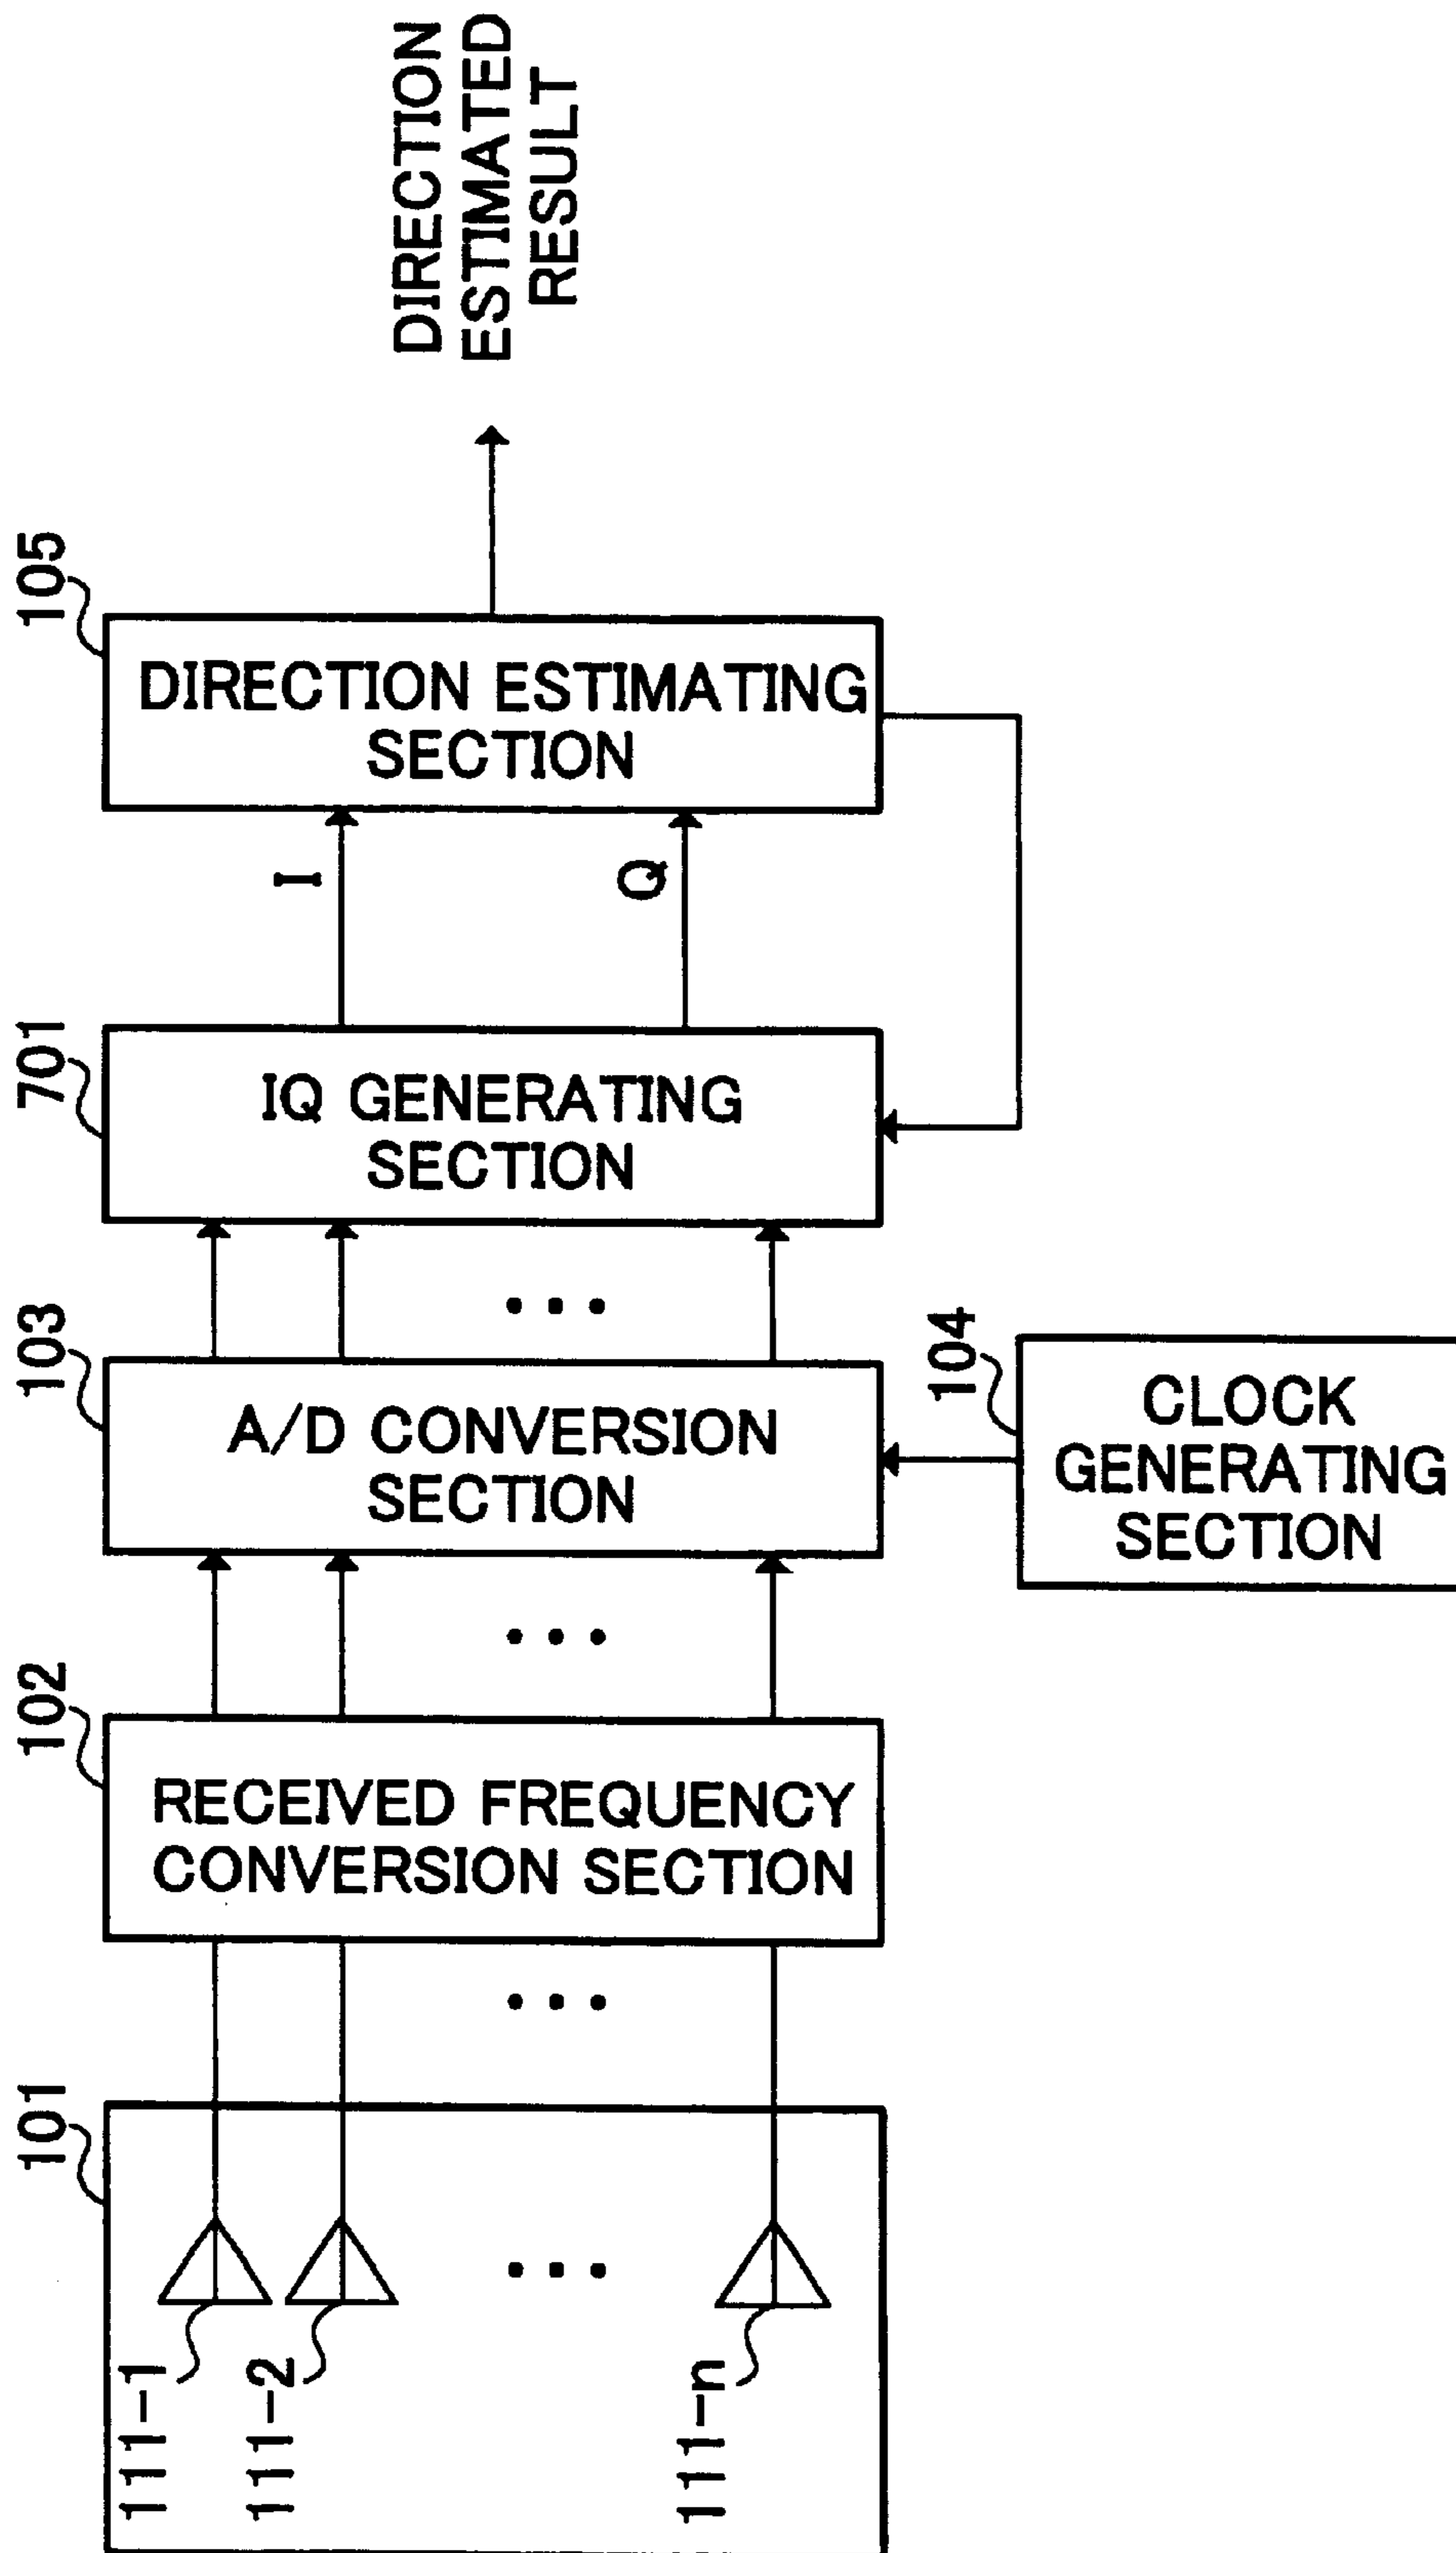 101
111-1
111-2
111-n
102
RECEIVED FREQUENCY
CONVERSION SECTION
103
A/D CONVERSION
SECTION
104
CLOCK
GENERATING
SECTION
701
IQ GENERATING
SECTION
I
Q
105
DIRECTION ESTIMATING
SECTION
DIRECTION
ESTIMATED
RESULT